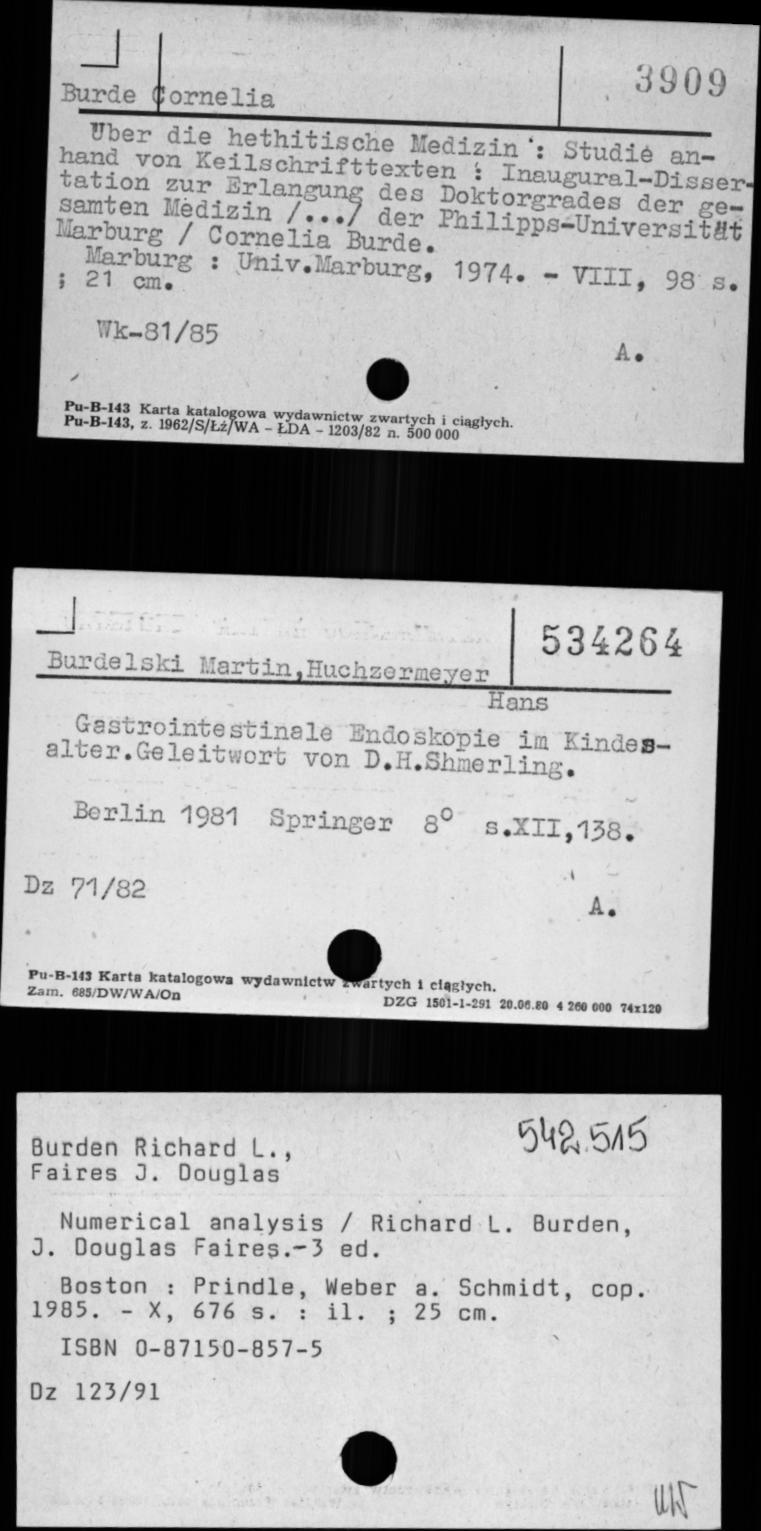 3909
Burde Cornelia
Uber die hethitische Medizin : Studie an-
hand von Keilschrifttexten : Inaugural-Disser-
tation zur Erlangung des Doktorgrades der ge-
samten Medizin /.../ der Philipps-Universität
Marburg / Cornelia Burde.
Marburg : Univ.Marburg, 1974. - VIII, 98 s.
; 21 cm.
Wk-81/85
A.
Pu-B-143 Karta katalogowa wydawnictw zwartych i ciągłych.
Pu-B-143, z. 1962/S/Łż/WA - ŁDA - 1203/82 n. 500 000
534264
Burdelski Martin,Huchzermeyer
Hans
Gastrointestinale Endoskopie im Kindes-
alter.Geleitwort von D.H.Shmerling.
Berlin 1981 Springer 8° s.XII,138.
Dz 71/82
A.
Pu-B-143 Karta katalogowa wydawnictw zwartych i ciągłych.
Zam. 685/DW/WA/On
DZG 1501-1-291 20.06.80 4 260 000 74x120
542.515
Burden Richard L.,
Faires J. Douglas
Numerical analysis / Richard L. Burden,
J. Douglas Faires.-3 ed.
Boston : Prindle, Weber a. Schmidt, cop.
1985. - X, 676 s. : il. ; 25 cm.
ISBN 0-87150-857-5
Dz 123/91